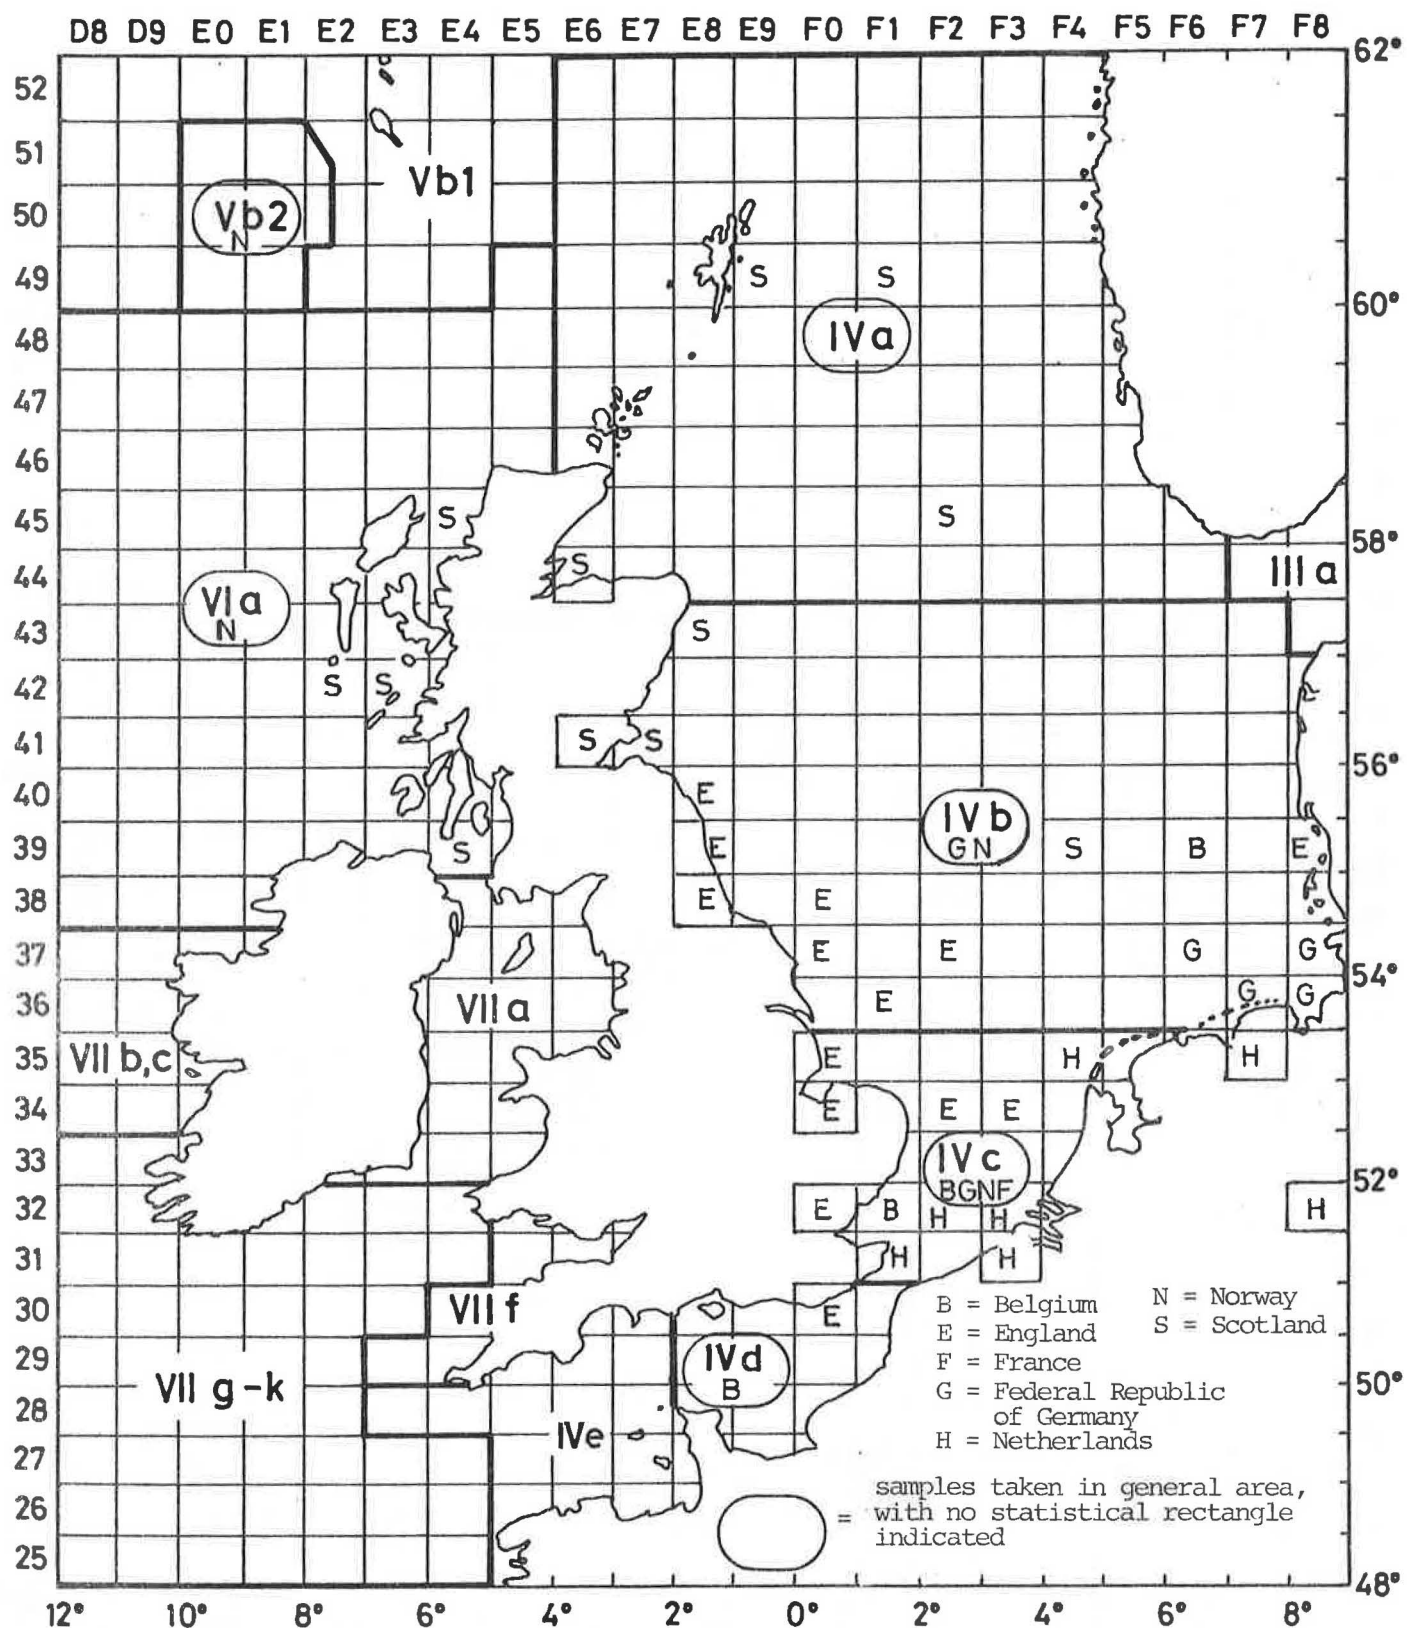 D8 D9 E0 E1 E2 E3 E4 E5 E6 E7 E8 E9 F0 F1 F2 F3 F4 F5 F6 F7 F8
62°
52
51
Vb1
50
Vb2
N
49
S S
60°
IVa
48
47
46
45
S S
58°
44
S
IIIa
VIa
N
43
S
42
S S
41
S S
56°
40
E
IVb
GN
39
S E S B E
38
E E
37
E E G G
54°
36
VIIa
E G G
35
VIIb,c
E H H
34
E E E
33
IVc
BGNF
52°
32
E B H H H
31
H H
30
VIIf
E
B = Belgium
N = Norway
E = England
S = Scotland
29
IVd
B
F = France
50°
VII g-k
G = Federal Republic
of Germany
28
IVe
H = Netherlands
27
26
samples taken in general area,
= with no statistical rectangle
indicated
25
48°
12° 10° 8° 6° 4° 2° 0° 2° 4° 6° 8°